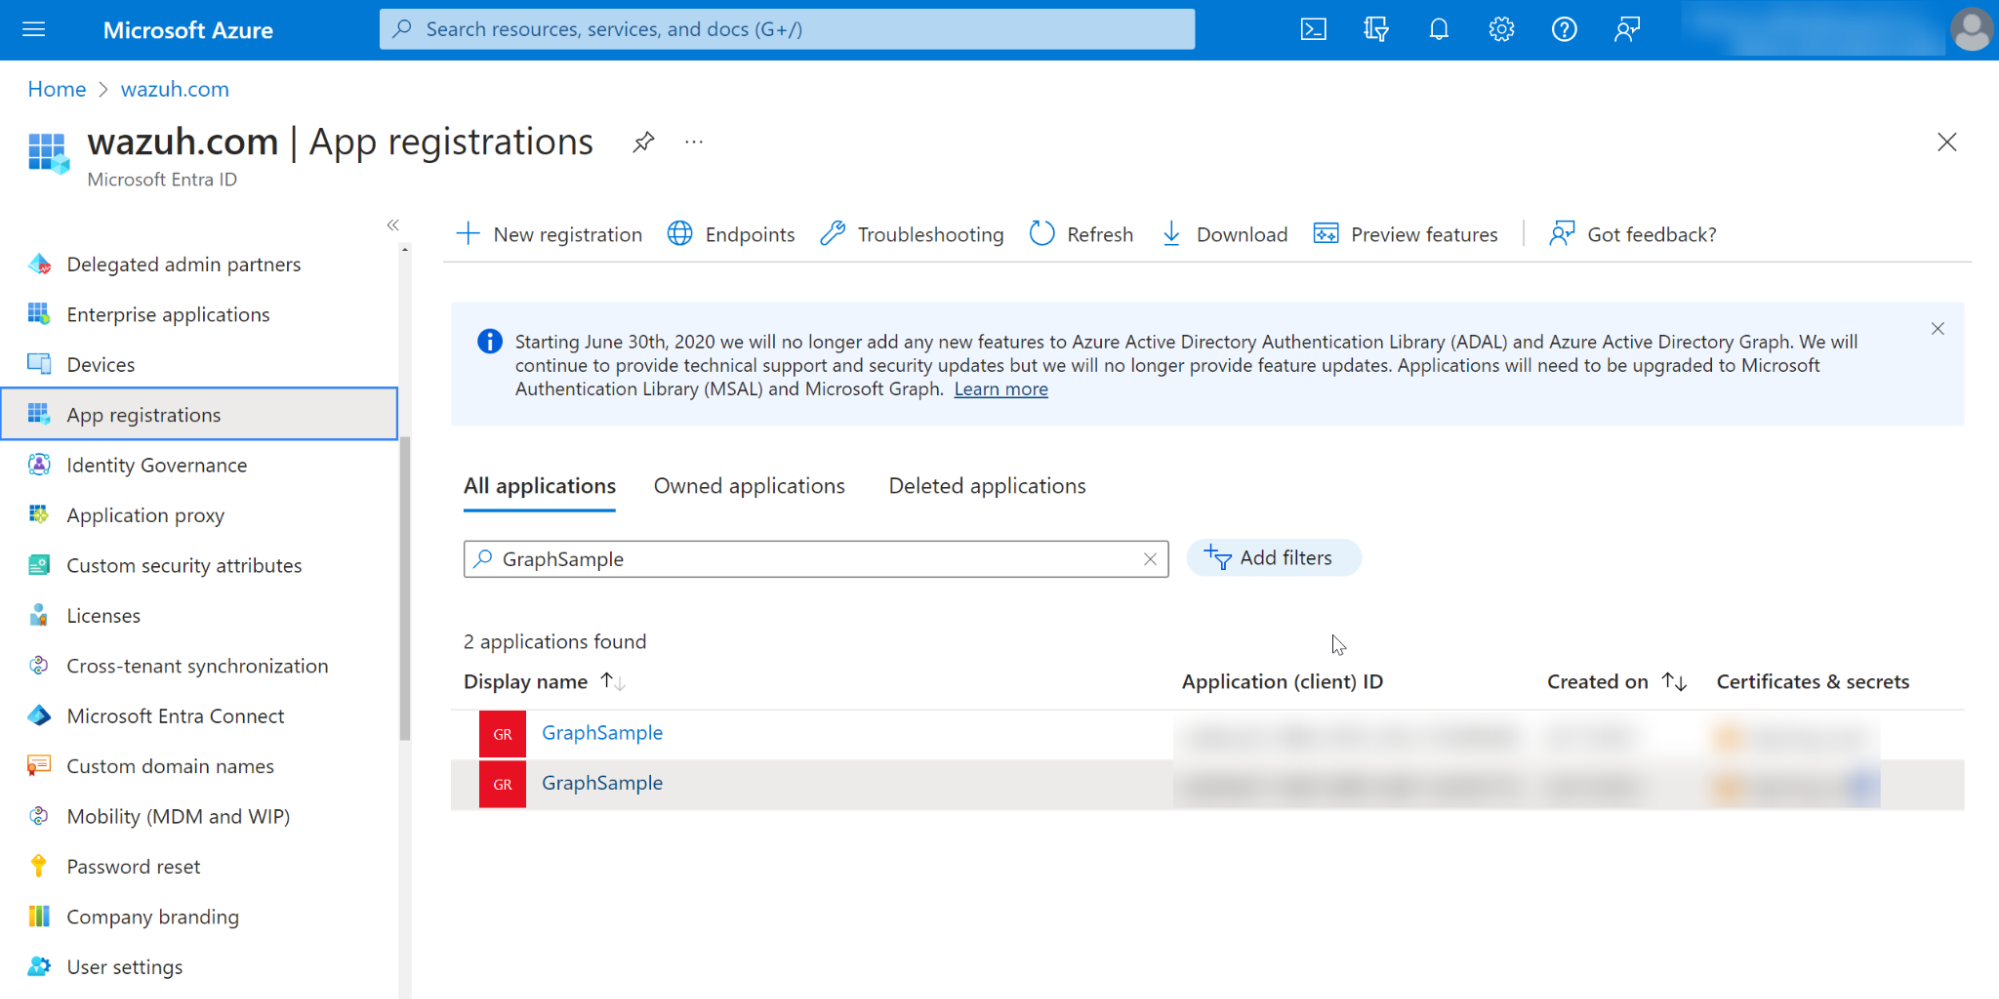 Microsoft Azure
Search resources, services, and docs (G+/)
Home > wazuh.com
wazuh.com | App registrations
Microsoft Entra ID
New registration
Endpoints
Troubleshooting
Refresh
Download
Preview features
Got feedback?
Delegated admin partners
Enterprise applications
Devices
App registrations
Identity Governance
Application proxy
Custom security attributes
Licenses
Cross-tenant synchronization
Microsoft Entra Connect
Custom domain names
Mobility (MDM and WIP)
Password reset
Company branding
User settings
Starting June 30th, 2020 we will no longer add any new features to Azure Active Directory Authentication Library (ADAL) and Azure Active Directory Graph. We will
continue to provide technical support and security updates but we will no longer provide feature updates. Applications will need to be upgraded to Microsoft
Authentication Library (MSAL) and Microsoft Graph. Learn more
All applications
Owned applications
Deleted applications
GraphSample
Add filters
2 applications found
Display name
Application (client) ID
Created on
Certificates & secrets
GR GraphSample
GR GraphSample